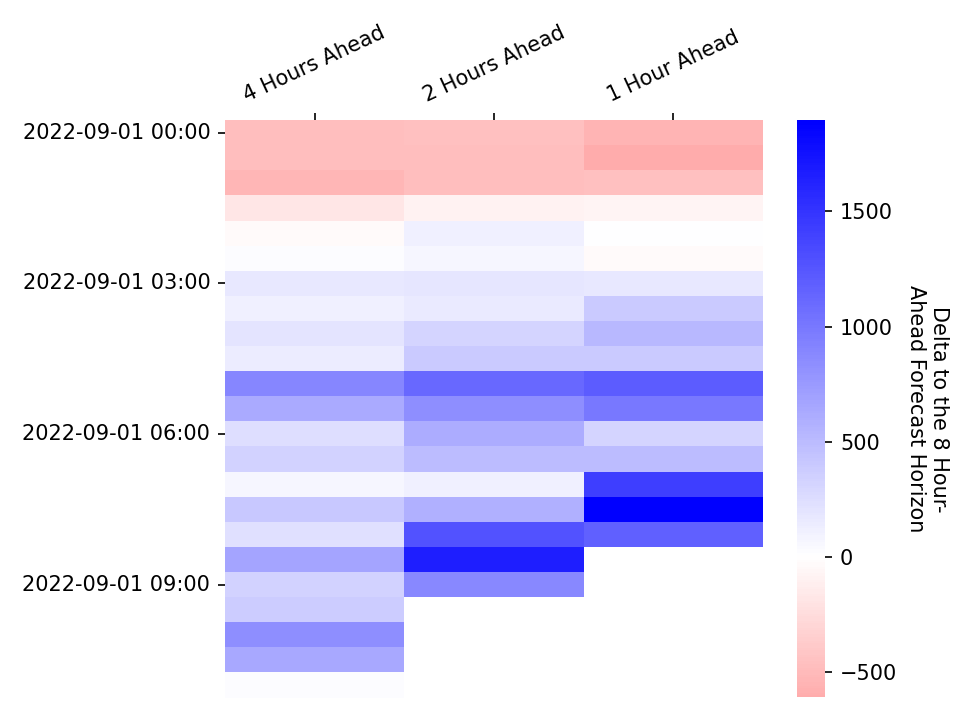 4 Hours Ahead
2 Hours Ahead
1 Hour Ahead
2022-09-01 00:00
2022-09-01 03:00
2022-09-01 06:00
2022-09-01 09:00
1500
1000
500
0
−500
Delta to the 8 Hour-
Ahead Forecast Horizon